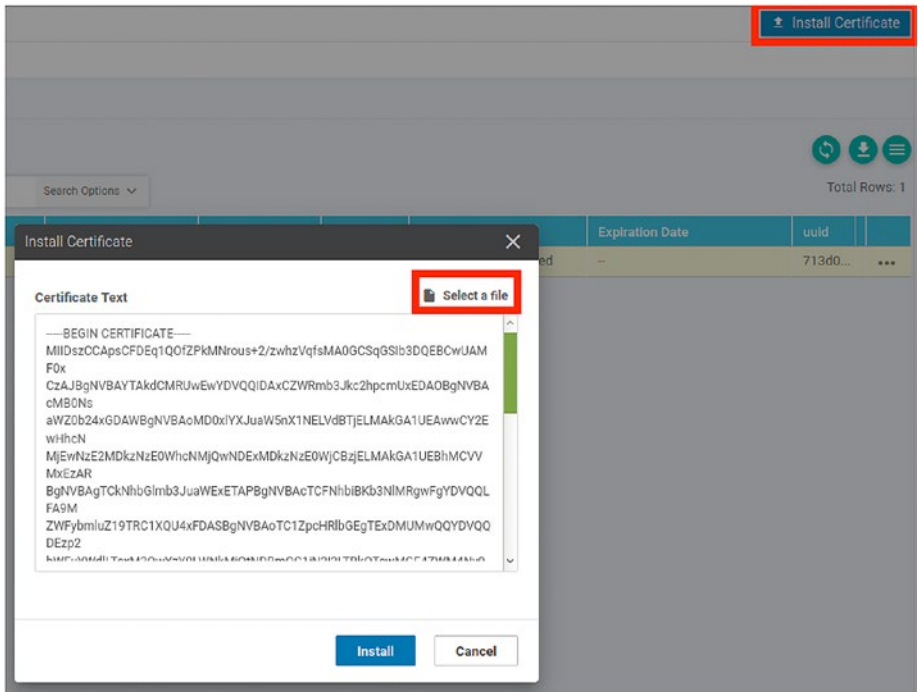 Install Certificate
Search Options
Total Rows: 1
Expiration Date
uuid
ed
--
713d0...
Install Certificate
Certificate Text
Select a file
-----BEGIN CERTIFICATE-----
MIIDszCCApsCFDEq1QOfZPkMNrous+2/zwhzVqfsMA0GCSqGSIb3DQEBCwUAM
F0x
CzAJBgNVBAYTAkdCMRUwEwYDVQQIDAxCZWRmb3Jkc2hpcmUxEDAOBgNVBA
cMB0Ns
aWZ0b24xGDAWBgNVBAoMD0xlYXJuaW5nX1NELVdBTjELMAkGA1UEAwwCY2E
wHhcN
MjEwNzE2MDkzNzE0WhcNMjQwNDExMDkzNzE0WjCBzjELMAkGA1UEBhMCVV
MxEzAR
BgNVBAgTCkNhbGlmb3JuaWExETAPBgNVBAcTCFNhbiBKb3NlMRgwFgYDVQQL
FA9M
ZWFybmluZ19TRC1XQU4xFDASBgNVBAoTC1ZpcHRlbGEgTExDMUMwQQYDVQQ
DEzp2
Install
Cancel